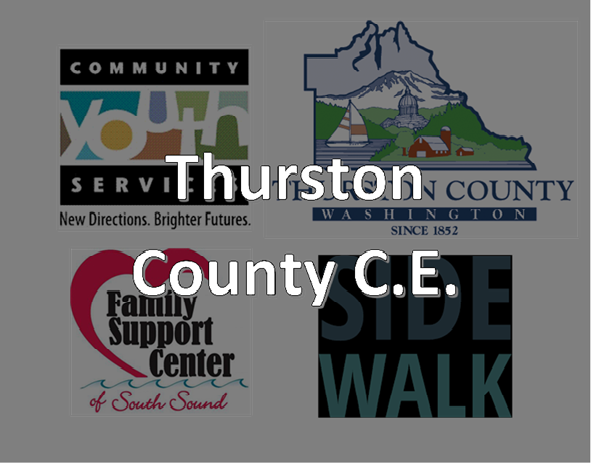 COMMUNITY
youth
SERVICES
New Directions. Brighter Futures.
THURSTON COUNTY
WASHINGTON
SINCE 1852
Thurston
County C.E.
Family
Support
Center
of South Sound
SIDE
WALK